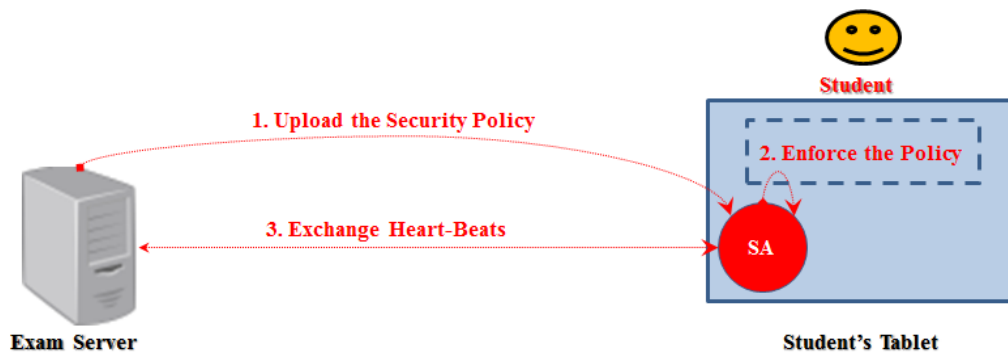 Student
1. Upload the Security Policy
2. Enforce the Policy
3. Exchange Heart-Beats
SA
Exam Server
Student's Tablet